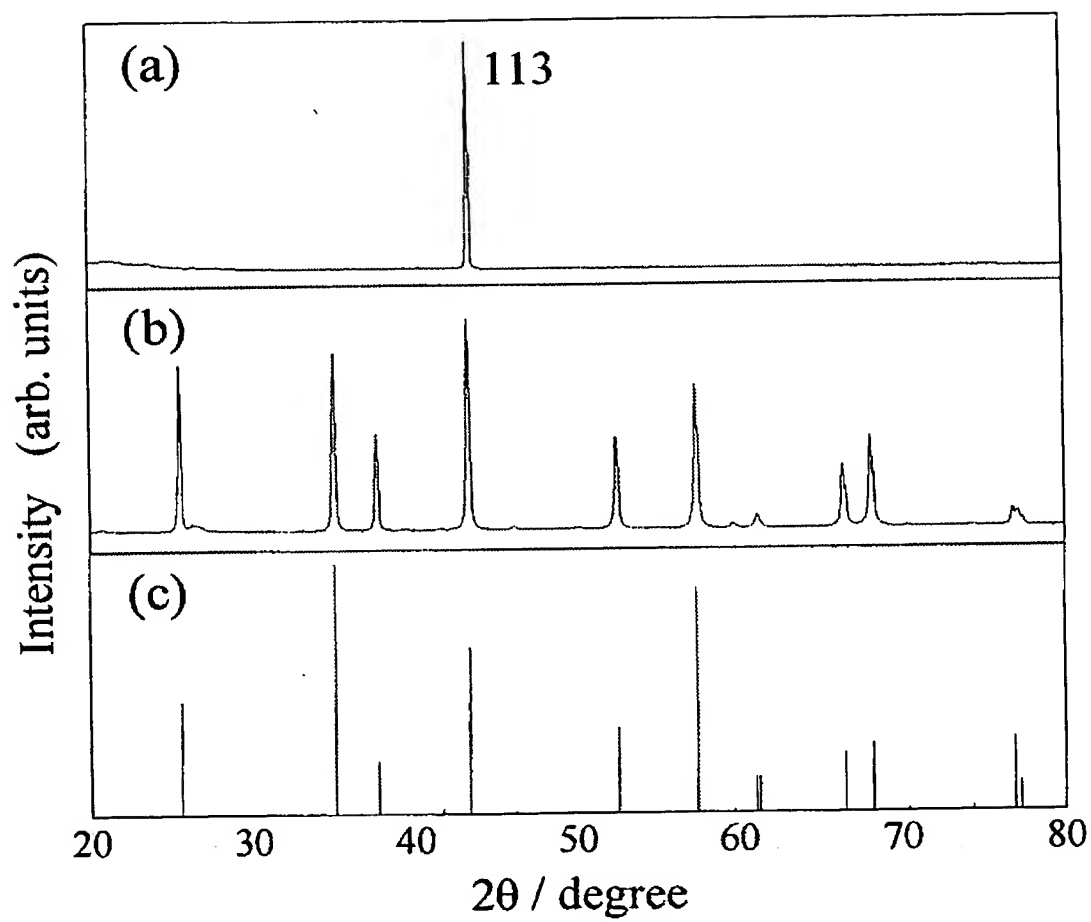 (a)
113
(b)
(c)
Intensity (arb. units)
20 30 40 50 60 70 80
2θ / degree